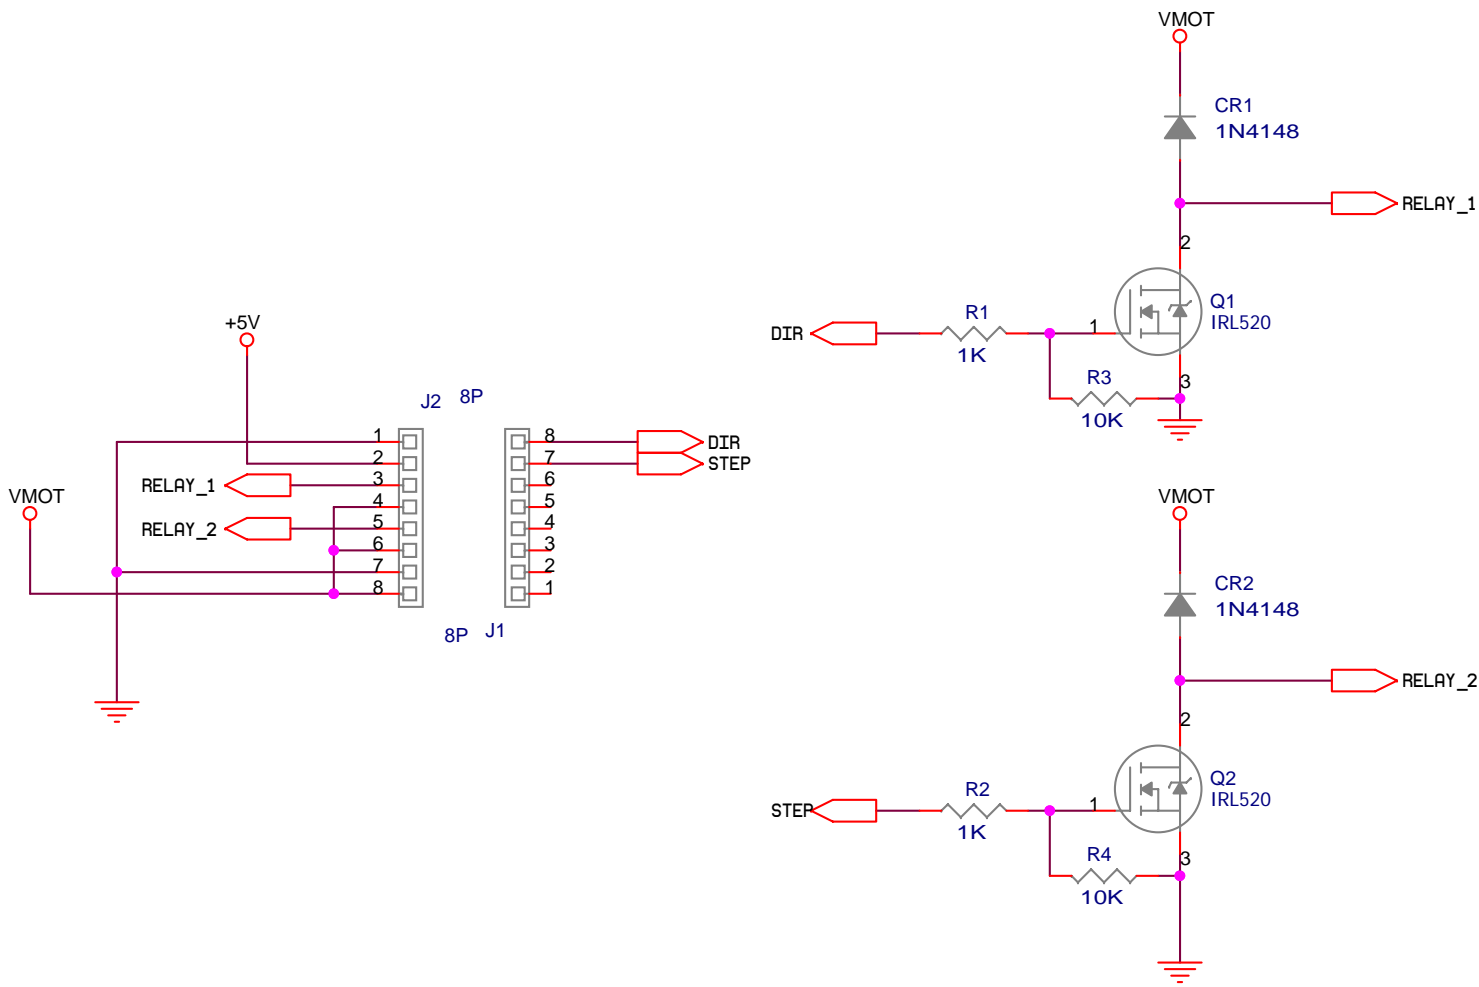 VMOT
CR1
1N4148
RELAY_1
2
Q1
IRL520
DIR
R1
1K
1
R3
10K
3
+5V
J2
8P
1
2
3
4
5
6
7
8
RELAY_1
RELAY_2
VMOT
8
7
6
5
4
3
2
1
DIR
STEP
8P
J1
VMOT
CR2
1N4148
RELAY_2
2
Q2
IRL520
STEP
R2
1K
1
R4
10K
3